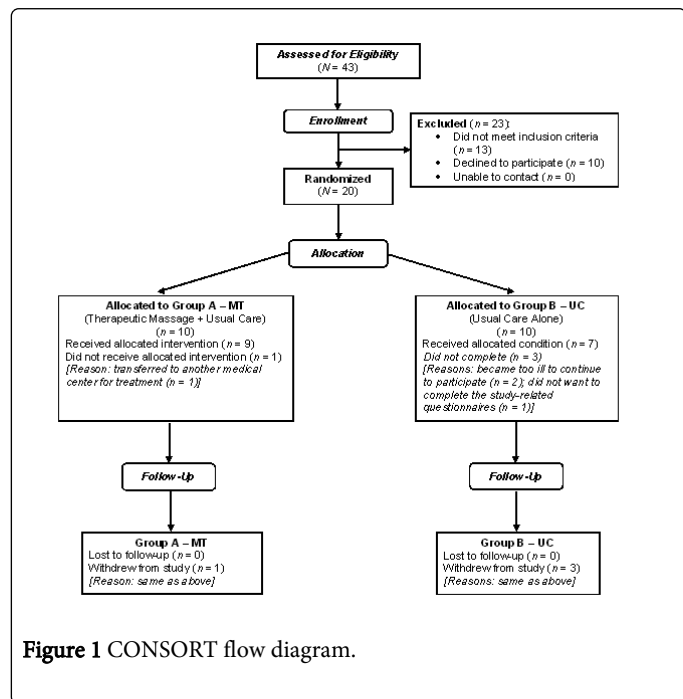 Assessed for Eligibility
(N = 43)
Enrollment
Excluded (n = 23):
• Did not meet inclusion criteria
(n = 13)
• Declined to participate (n = 10)
• Unable to contact (n = 0)
Randomized
(N = 20)
Allocation
Allocated to Group A – MT
(Therapeutic Massage + Usual Care)
(n = 10)
Received allocated intervention (n = 9)
Did not receive allocated intervention (n = 1)
[Reason: transferred to another medical
center for treatment (n = 1)]
Allocated to Group B – UC
(Usual Care Alone)
(n = 10)
Received allocated condition (n = 7)
Did not complete (n = 3)
[Reasons: became too ill to continue
to participate (n = 2); did not want to
complete the study-related
questionnaires (n = 1)]
Follow-Up
Follow-Up
Group A – MT
Lost to follow-up (n = 0)
Withdrew from study (n = 1)
[Reason: same as above]
Group B – UC
Lost to follow-up (n = 0)
Withdrew from study (n = 3)
[Reasons: same as above]
Figure 1 CONSORT flow diagram.